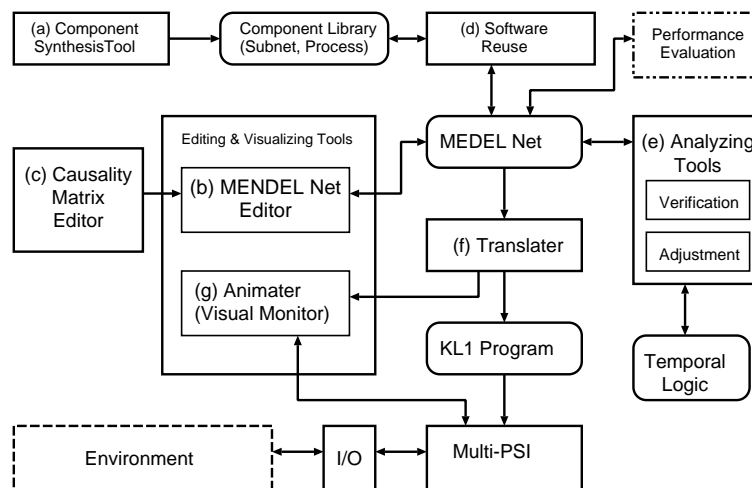 (a) Component
SynthesisTool
Component Library
(Subnet, Process)
(d) Software
Reuse
Performance
Evaluation
Editing & Visualizing Tools
MEDEL Net
(e) Analyzing
Tools
(c) Causality
Matrix
Editor
(b) MENDEL Net
Editor
Verification
(f) Translater
Adjustment
(g) Animater
(Visual Monitor)
KL1 Program
Temporal
Logic
Environment
I/O
Multi-PSI